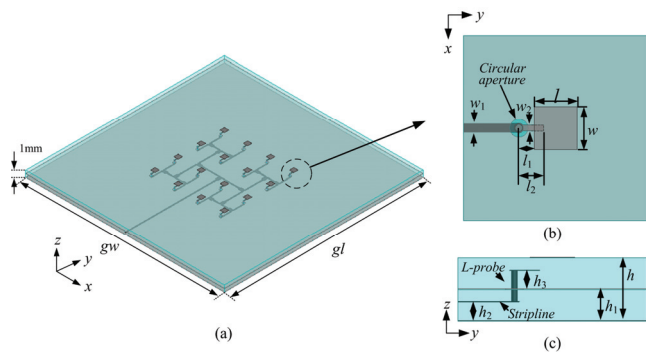 1mm
gw
gl
z
y
x
(a)
y
x
Circular
aperture
w1
w2
l
w
l1
l2
(b)
L-probe
h3
h
h2
Stripline
h1
z
y
(c)